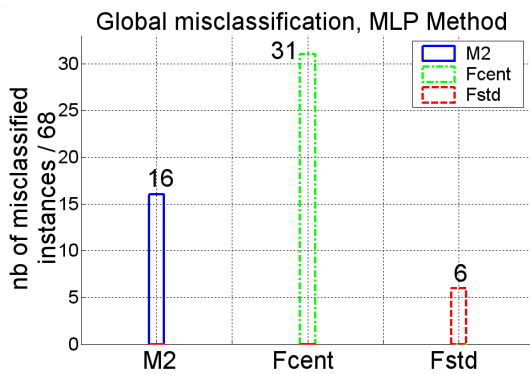 Global misclassification, MLP Method
nb of misclassified
instances / 68
30
25
20
15
10
5
0
16
31
6
M2
Fcent
Fstd
M2
Fcent
Fstd